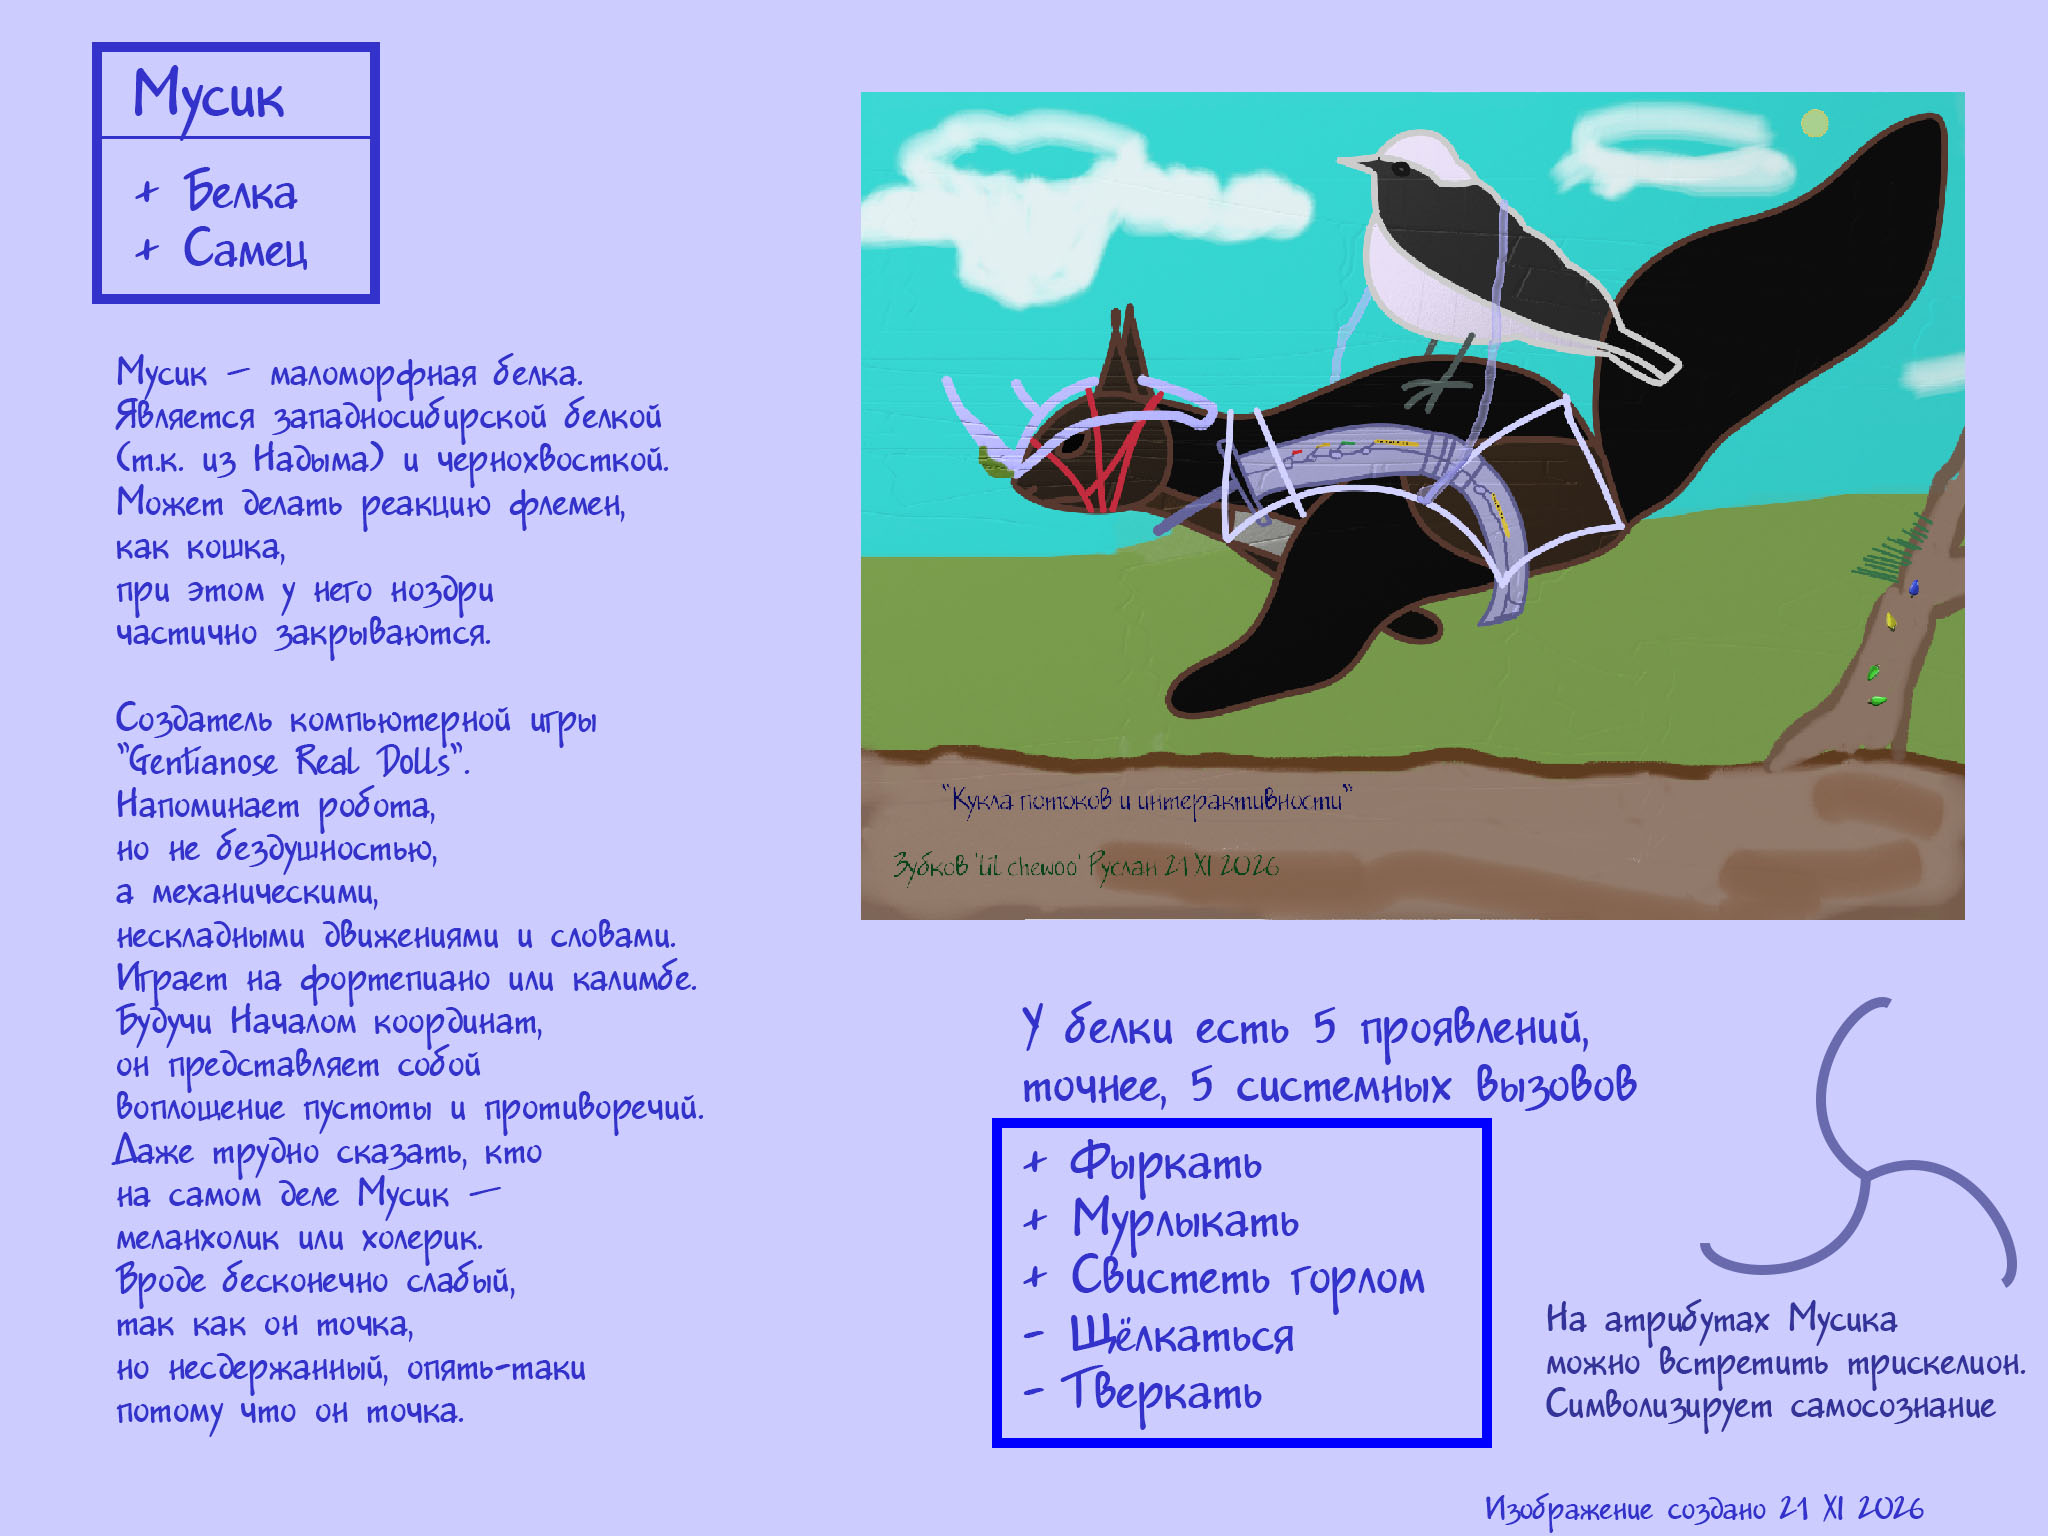 Мусик
+ Белка
+ Самец
Мусик — маломорфная белка.
Является западносибирской белкой
(т.к. из Надыма) и чернохвосткой.
Может делать реакцию флемен,
как кошка,
при этом у него ноздри
частично закрываются.
Создатель компьютерной игры
"Gentianose Real Dolls".
Напоминает робота,
но не бездушностью,
а механическими,
нескладными движениями и словами.
Играет на фортепиано или калимбе.
Будучи Началом координат,
он представляет собой
воплощение пустоты и противоречий.
Даже трудно сказать, кто
на самом деле Мусик —
меланхолик или холерик.
Вроде бесконечно слабый,
так как он точка,
но несдержанный, опять-таки
потому что он точка.
"Кукла потоков и интерактивности"
Зубков 'Lil chewoo' Руслан 21 XI 2026
У белки есть 5 проявлений,
точнее, 5 системных вызовов
+ Фыркать
+ Мурлыкать
+ Свистеть горлом
- Щёлкаться
- Тверкать
На атрибутах Мусика
можно встретить трискелион.
Символизирует самосознание
Изображение создано 21 XI 2026